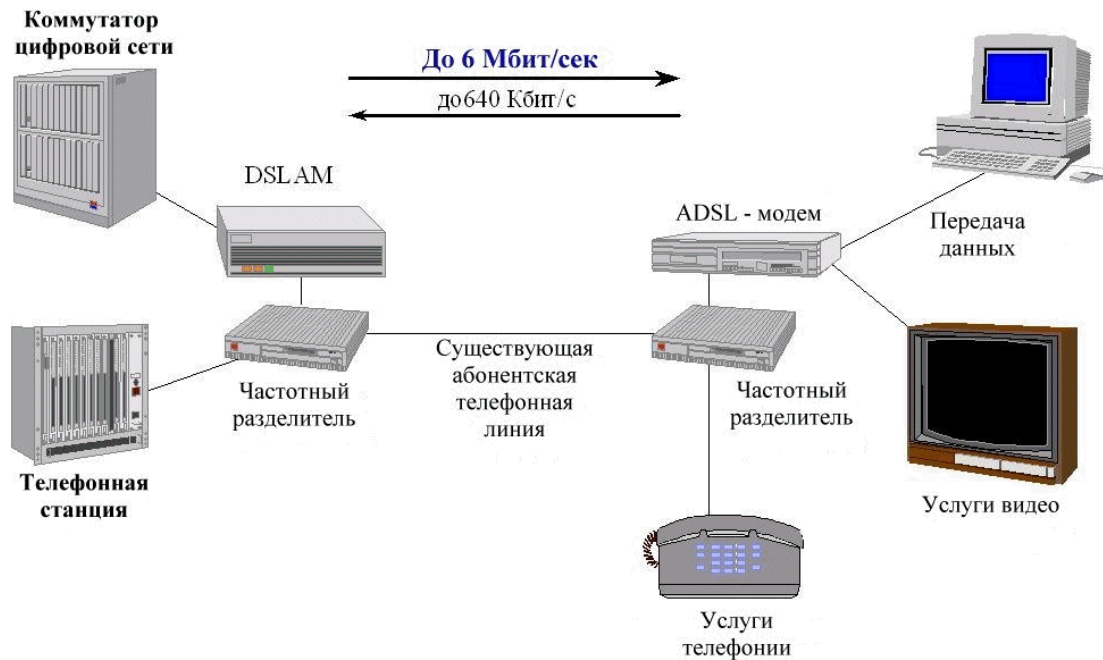 Коммутатор
цифровой сети
До 6 Мбит/сек
до640 Кбит/с
DSLAM
ADSL - модем
Передача
данных
Частотный
разделитель
Существующая
абонентская
телефонная
линия
Частотный
разделитель
Телефонная
станция
Услуги видео
Услуги
телефонии